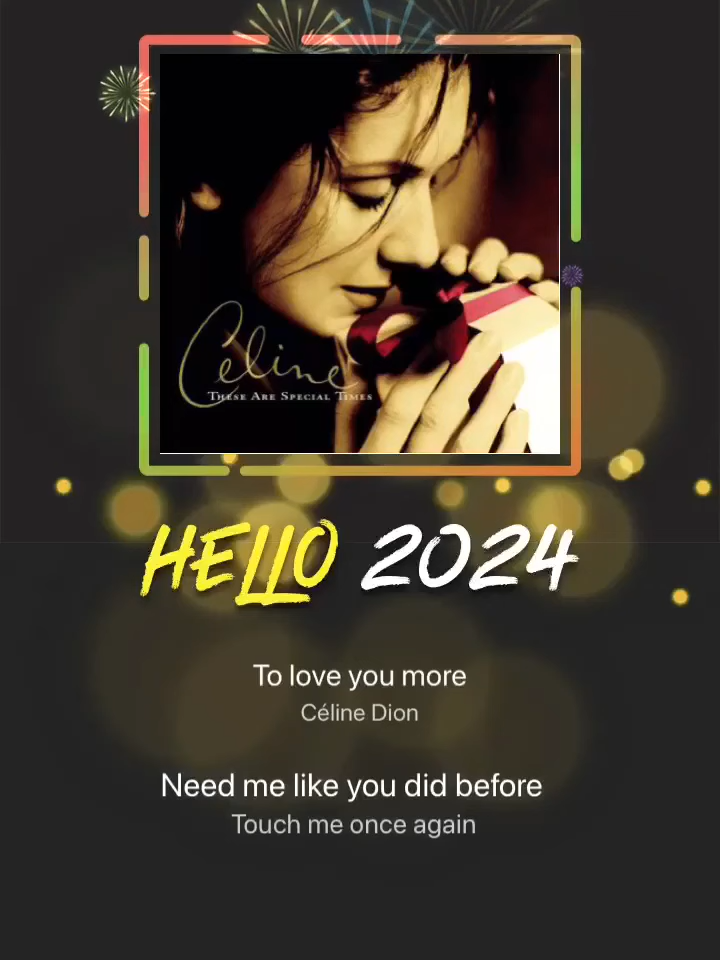 Céline
THESE ARE SPECIAL TIMES
HELLO 2024
To love you more
Céline Dion
Need me like you did before
Touch me once again